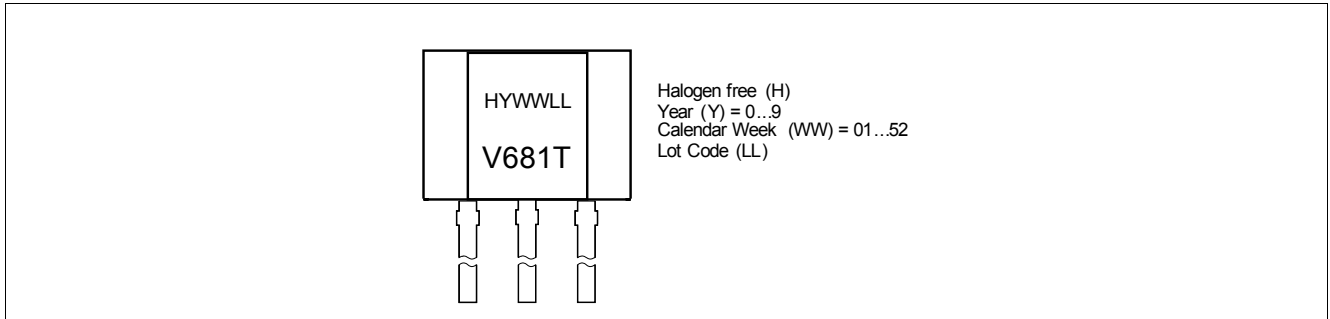 HYWWLL
V681T
Halogen free (H)
Year (Y) = 0...9
Calendar Week (WW) = 01...52
Lot Code (LL)